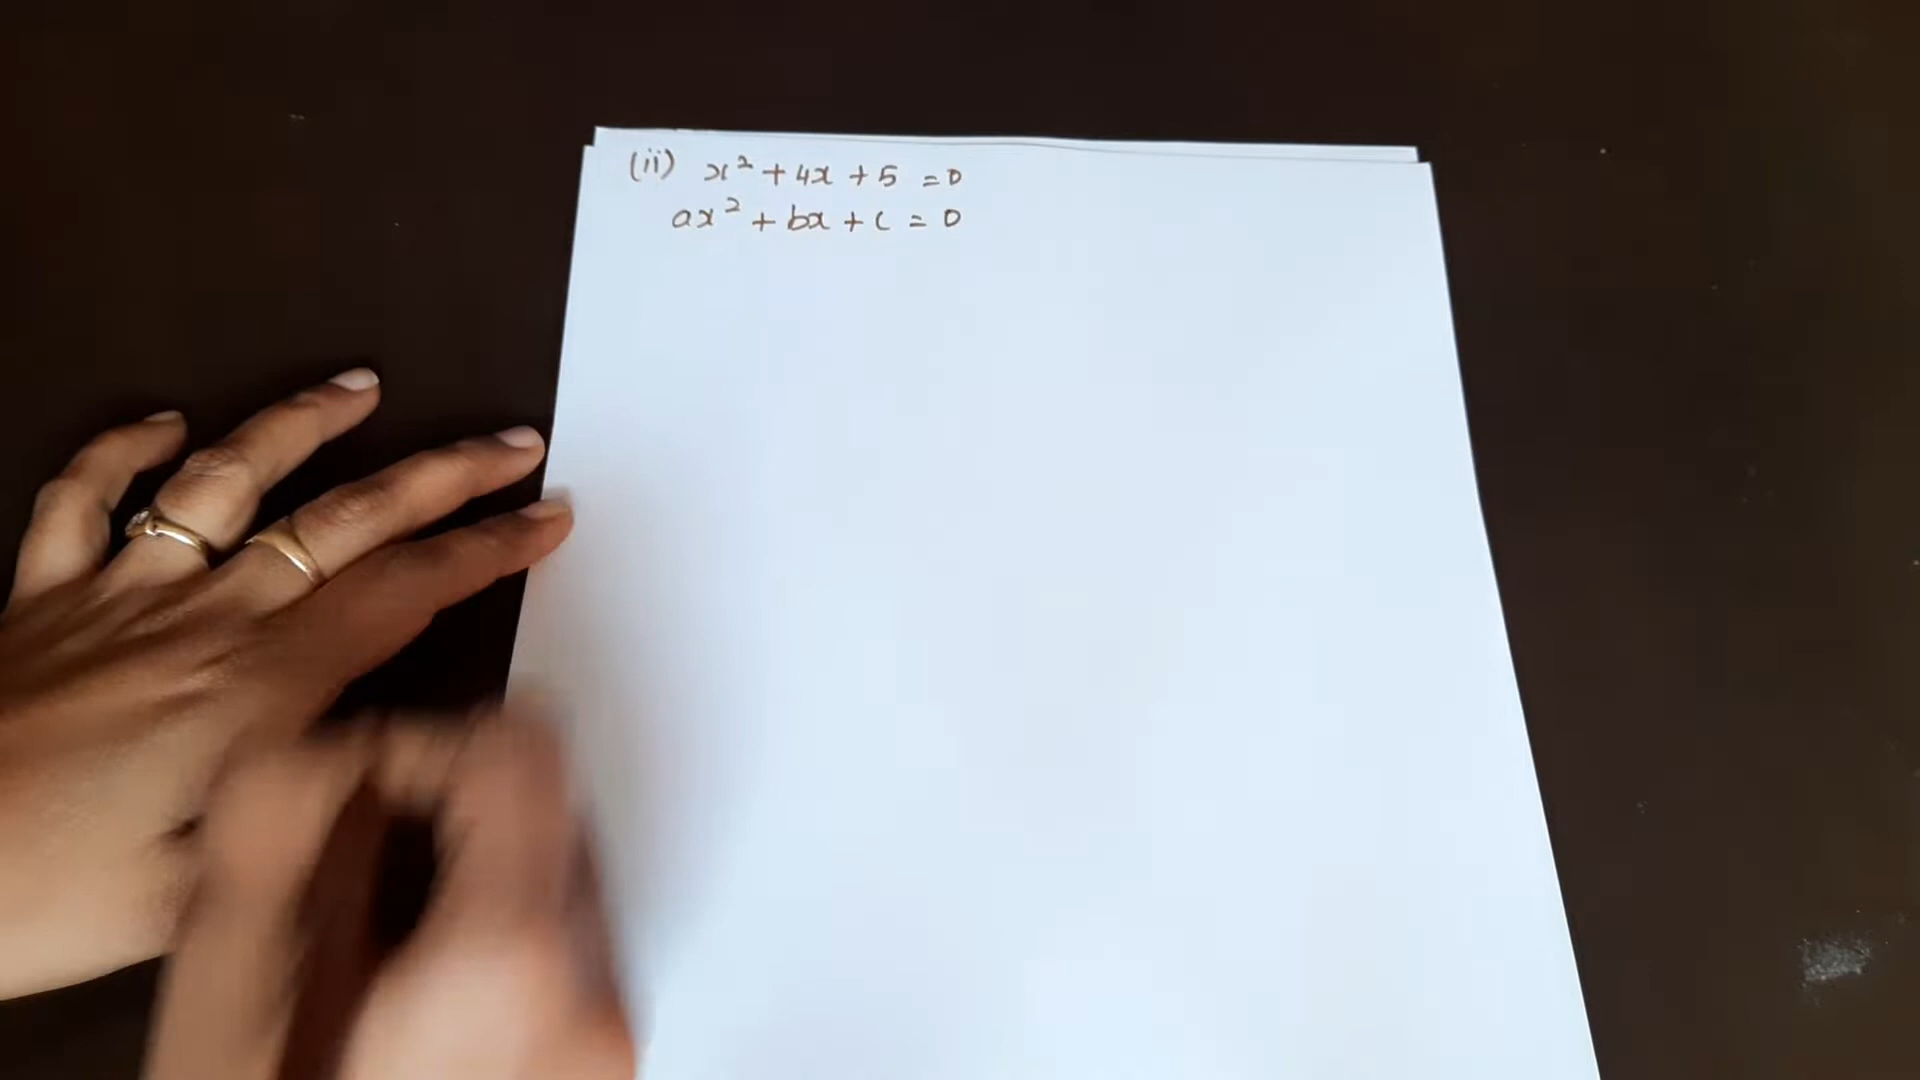 (ii) x² + 4x + 5 = 0
ax² + bx + c = 0